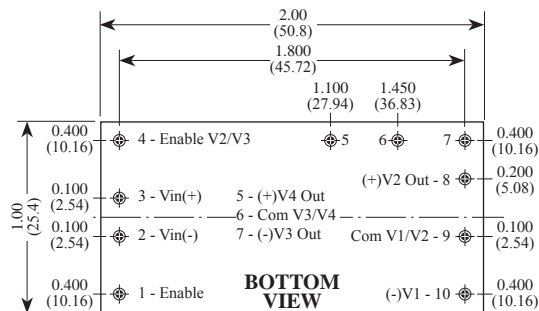 2.00
(50.8)
1.800
(45.72)
1.100
(27.94)
1.450
(36.83)
1.00
(25.4)
0.400
(10.16)
4 - Enable V2/V3
5
6
7
0.400
(10.16)
(+)V2 Out - 8
0.200
(5.08)
0.100
(2.54)
3 - Vin(+)
5 - (+)V4 Out
6 - Com V3/V4
7 - (-)V3 Out
0.100
(2.54)
2 - Vin(-)
Com V1/V2 - 9
0.100
(2.54)
0.400
(10.16)
1 - Enable
BOTTOM
VIEW
(-)V1 - 10
0.400
(10.16)